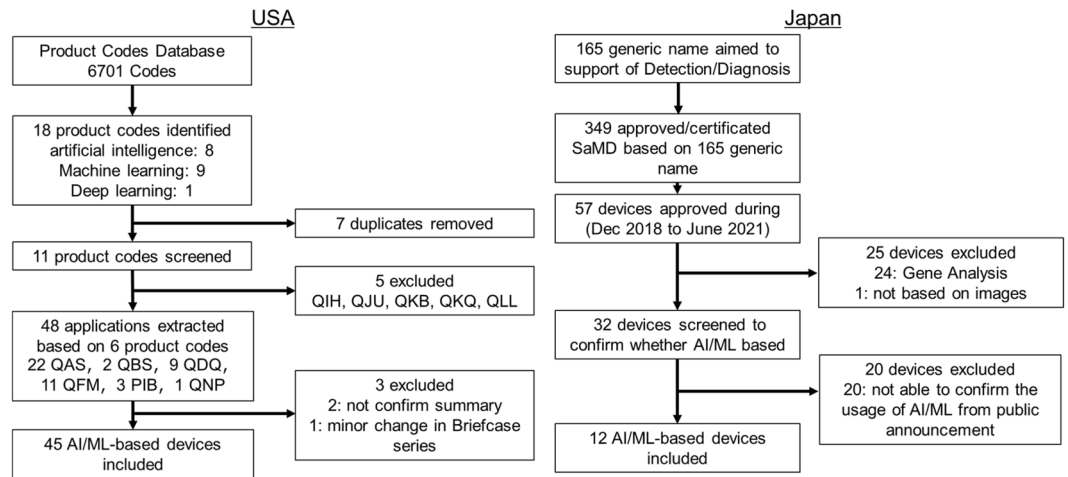 USA
Product Codes Database
6701 Codes
18 product codes identified
artificial intelligence: 8
Machine learning: 9
Deep learning: 1
7 duplicates removed
11 product codes screened
5 excluded
QIH, QJU, QKB, QKQ, QLL
48 applications extracted
based on 6 product codes
22 QAS, 2 QBS, 9 QDQ,
11 QFM, 3 PIB, 1 QNP
3 excluded
2: not confirm summary
1: minor change in Briefcase
series
45 AI/ML-based devices
included
Japan
165 generic name aimed to
support of Detection/Diagnosis
349 approved/certificated
SaMD based on 165 generic
name
57 devices approved during
(Dec 2018 to June 2021)
25 devices excluded
24: Gene Analysis
1: not based on images
32 devices screened to
confirm whether AI/ML based
20 devices excluded
20: not able to confirm the
usage of AI/ML from public
announcement
12 AI/ML-based devices
included